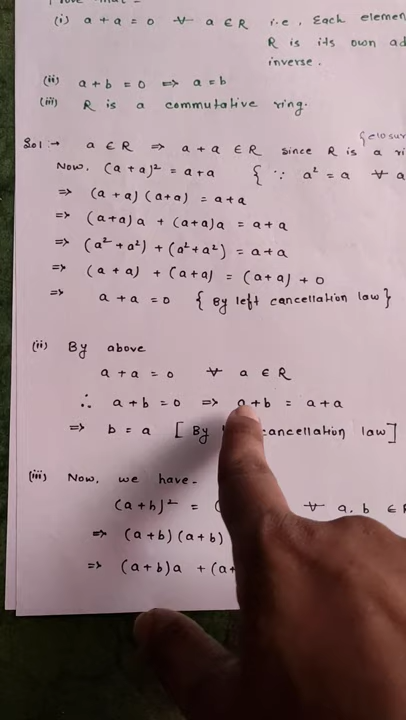 (i) a + a = 0 ∀ a ∈ R i.e., Each
R is its own
inverse.
(ii) a + b = 0 ⇒ a = b
(iii) R is a commutative ring.
Sol:→ a ∈ R ⇒ a + a ∈ R since R is a
Now, (a + a)² = a + a { ∵ a² = a ∀ a
⇒ (a + a) (a + a) = a + a
⇒ (a + a) a + (a + a) a = a + a
⇒ (a² + a²) + (a² + a²) = a + a
⇒ (a + a) + (a + a) = (a + a) + 0
⇒ a + a = 0 { By left cancellation law}
(ii) By above
a + a = 0 ∀ a ∈ R
∴ a + b = 0 ⇒ a + b = a + a
⇒ b = a [ By cancellation law]
(iii) Now, we have-
(a + b)² = ( ∀ a, b ∈
⇒ (a + b) (a + b)
⇒ (a + b) a + (a +